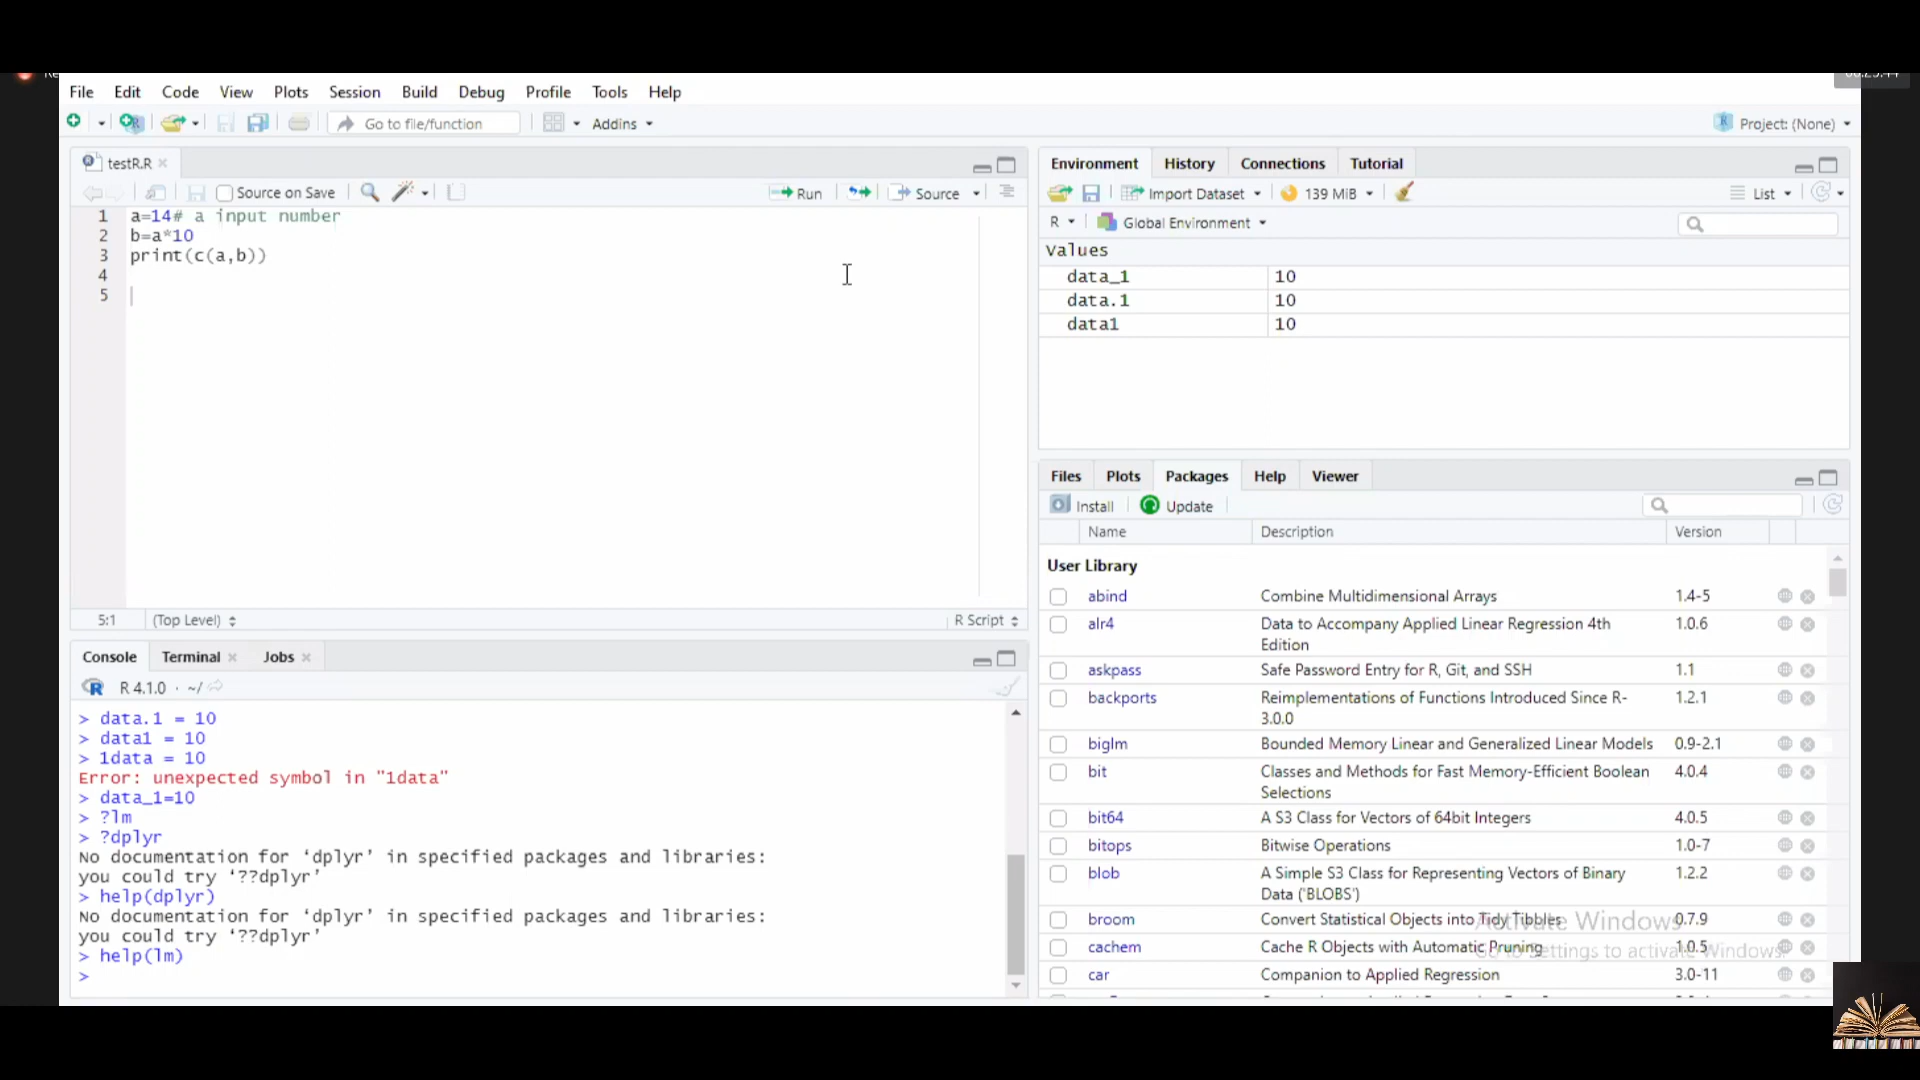 File Edit Code View Plots Session Build Debug Profile Tools Help
Go to file/function Addins Project: (None)
testR.R
Source on Save Run Source
1 a=14# a input number
2 b=a*10
3 print(c(a,b))
4
5
5:1 (Top Level) R Script
Console Terminal Jobs
R 4.1.0 · ~/
> data.1 = 10
> data1 = 10
> 1data = 10
Error: unexpected symbol in "1data"
> data_1=10
> ?lm
> ?dplyr
No documentation for ‘dplyr’ in specified packages and libraries:
you could try ‘??dplyr’
> help(dplyr)
No documentation for ‘dplyr’ in specified packages and libraries:
you could try ‘??dplyr’
> help(lm)
>
Environment History Connections Tutorial
Import Dataset 139 MiB List
R Global Environment
Values
data_1 10
data.1 10
data1 10
Files Plots Packages Help Viewer
Install Update
Name Description Version
User Library
abind Combine Multidimensional Arrays 1.4-5
alr4 Data to Accompany Applied Linear Regression 4th 1.0.6
Edition
askpass Safe Password Entry for R, Git, and SSH 1.1
backports Reimplementations of Functions Introduced Since R- 1.2.1
3.0.0
biglm Bounded Memory Linear and Generalized Linear Models 0.9-2.1
bit Classes and Methods for Fast Memory-Efficient Boolean 4.0.4
Selections
bit64 A S3 Class for Vectors of 64bit Integers 4.0.5
bitops Bitwise Operations 1.0-7
blob A Simple S3 Class for Representing Vectors of Binary 1.2.2
Data ('BLOBS')
broom Convert Statistical Objects into Tidy Tibbles 0.7.9
cachem Cache R Objects with Automatic Pruning 1.0.5
car Companion to Applied Regression 3.0-11
Activate Windows
Go to Settings to activate Windows.